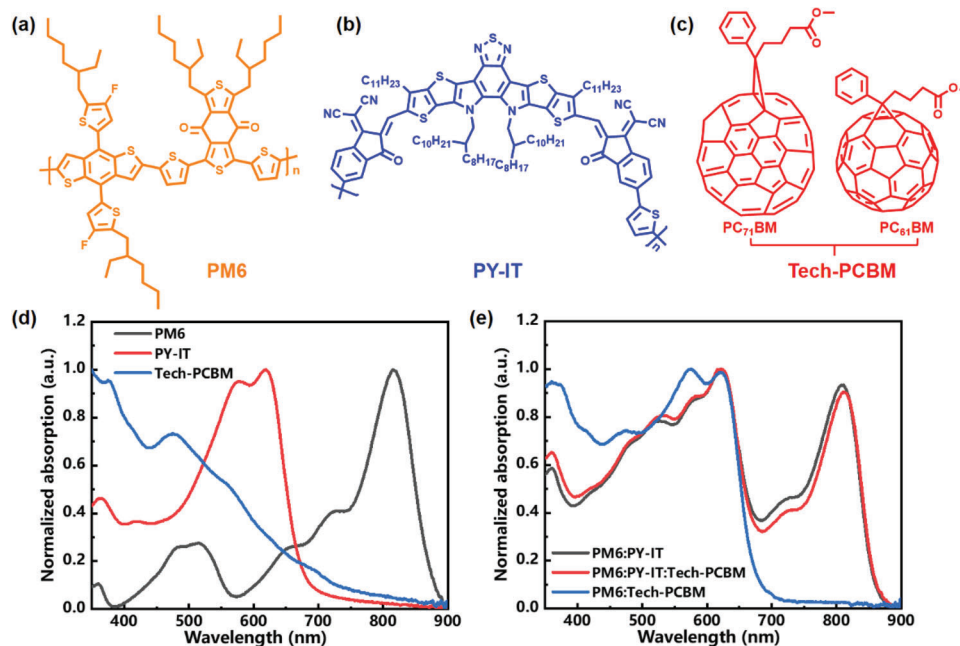 (a)
F
S
S
O
O
S
S
S
S
n
S
F
PM6
(b)
S
N N
C11H23
S
S
C11H23
NC CN
S
N
N
S
NC CN
O
C10H21
C10H21
O
C8H17
C8H17
S
n
PY-IT
(c)
O
O
O
O
PC71BM
PC61BM
Tech-PCBM
(d)
Normalized absorption (a.u.)
1.2
1.0
0.8
0.6
0.4
0.2
0.0
PM6
PY-IT
Tech-PCBM
400 500 600 700 800 900
Wavelength (nm)
(e)
Normalized absorption (a.u.)
1.2
1.0
0.8
0.6
0.4
0.2
0.0
PM6:PY-IT
PM6:PY-IT:Tech-PCBM
PM6:Tech-PCBM
400 500 600 700 800 900
Wavelength (nm)